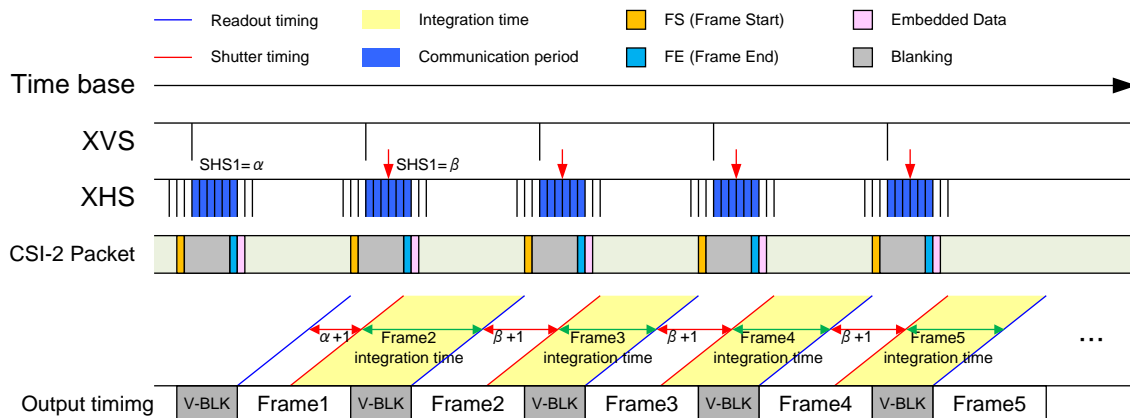 Readout timing
Integration time
FS (Frame Start)
Embedded Data
Shutter timing
Communication period
FE (Frame End)
Blanking
Time base
XVS
SHS1= α
SHS1= β
XHS
CSI-2 Packet
α+1
Frame2
integration time
β+1
Frame3
integration time
β+1
Frame4
integration time
β+1
Frame5
integration time
...
Output timimg
V-BLK
Frame1
V-BLK
Frame2
V-BLK
Frame3
V-BLK
Frame4
V-BLK
Frame5